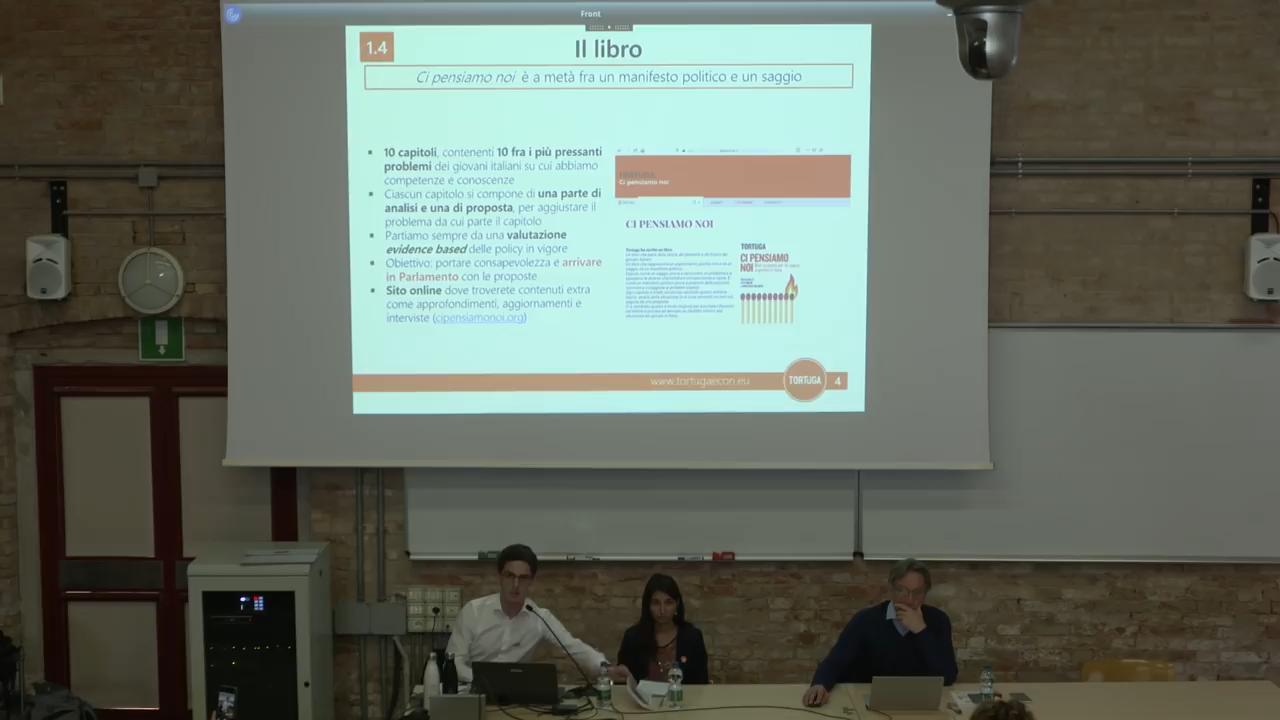 Front
1.4
Il libro
Ci pensiamo noi è a metà fra un manifesto politico e un saggio
10 capitoli, contenenti 10 fra i più pressanti
problemi dei giovani italiani su cui abbiamo
competenze e conoscenze
Ciascun capitolo si compone di una parte di
analisi e una di proposta, per aggiustare il
problema da cui parte il capitolo
Partiamo sempre da una valutazione
evidence based delle policy in vigore
Obiettivo: portare consapevolezza e arrivare
in Parlamento con le proposte
Sito online dove troverete contenuti extra
come approfondimenti, aggiornamenti e
interviste (cipensiamonoi.org)
Ci pensiamo noi
CI PENSIAMO NOI
TORTUGA
CI PENSIAMO
NOI
www.tortugaecon.eu
TORTUGA
4